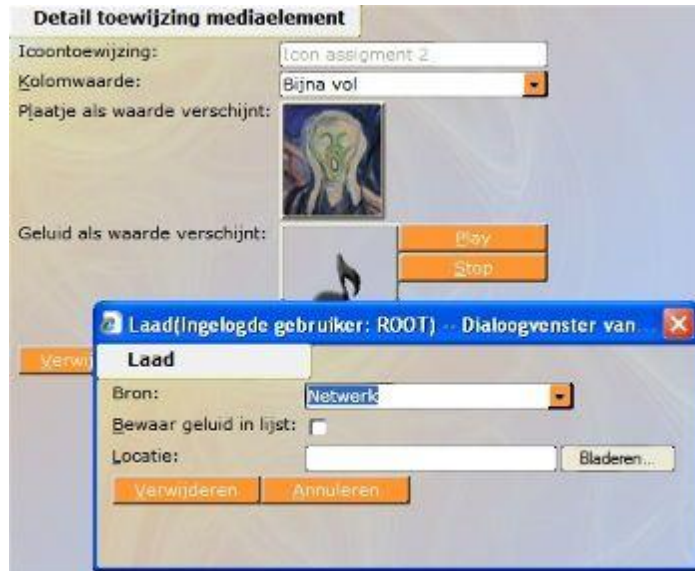 Detail toewijzing mediaelement
Icoontoewijzing: Icon assigment 2
Kolomwaarde: Bijna vol
Plaatje als waarde verschijnt:
Geluid als waarde verschijnt:
Play
Stop
Laad(Ingelogde gebruiker: ROOT) -- Dialoogvenster van ...
Verwij
Laad
Bron: Netwerk
Bewaar geluid in lijst:
Locatie: Bladeren...
Verwijderen Annuleren